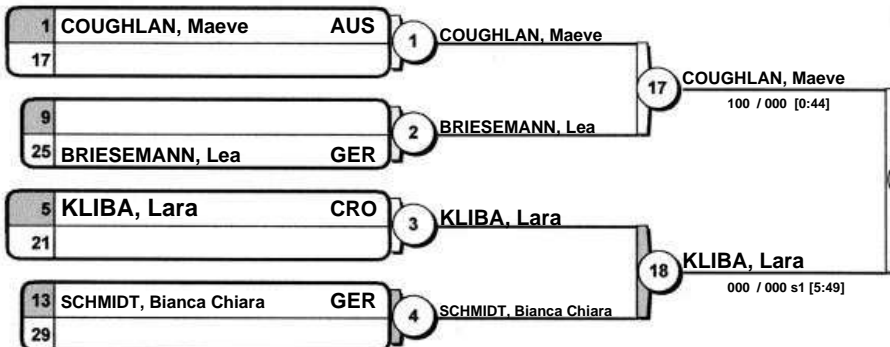 1 COUGHLAN, Maeve AUS
17
1 COUGHLAN, Maeve
9
25 BRIESEMANN, Lea GER
2 BRIESEMANN, Lea
17 COUGHLAN, Maeve
100 / 000 [0:44]
5 KLIBA, Lara CRO
21
3 KLIBA, Lara
13 SCHMIDT, Bianca Chiara GER
29
4 SCHMIDT, Bianca Chiara
18 KLIBA, Lara
000 / 000 s1 [5:49]